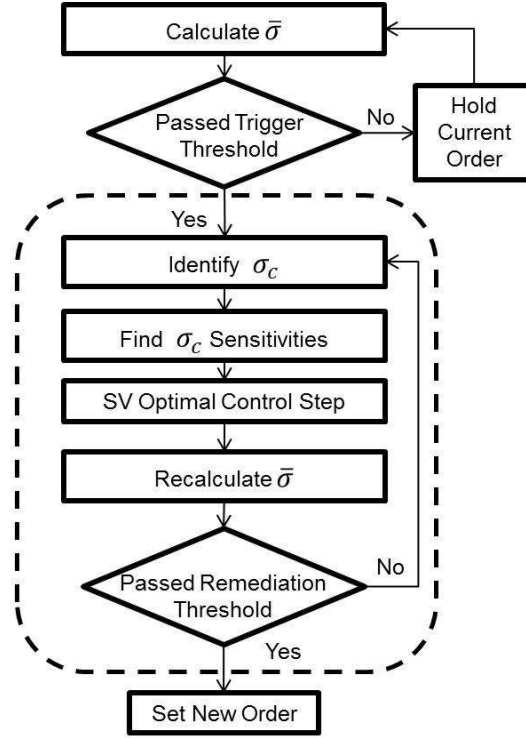 Calculate σ̄
Passed Trigger
Threshold
No
Hold
Current
Order
Yes
Identify σc
Find σc Sensitivities
SV Optimal Control Step
Recalculate σ̄
Passed Remediation
Threshold
No
Yes
Set New Order